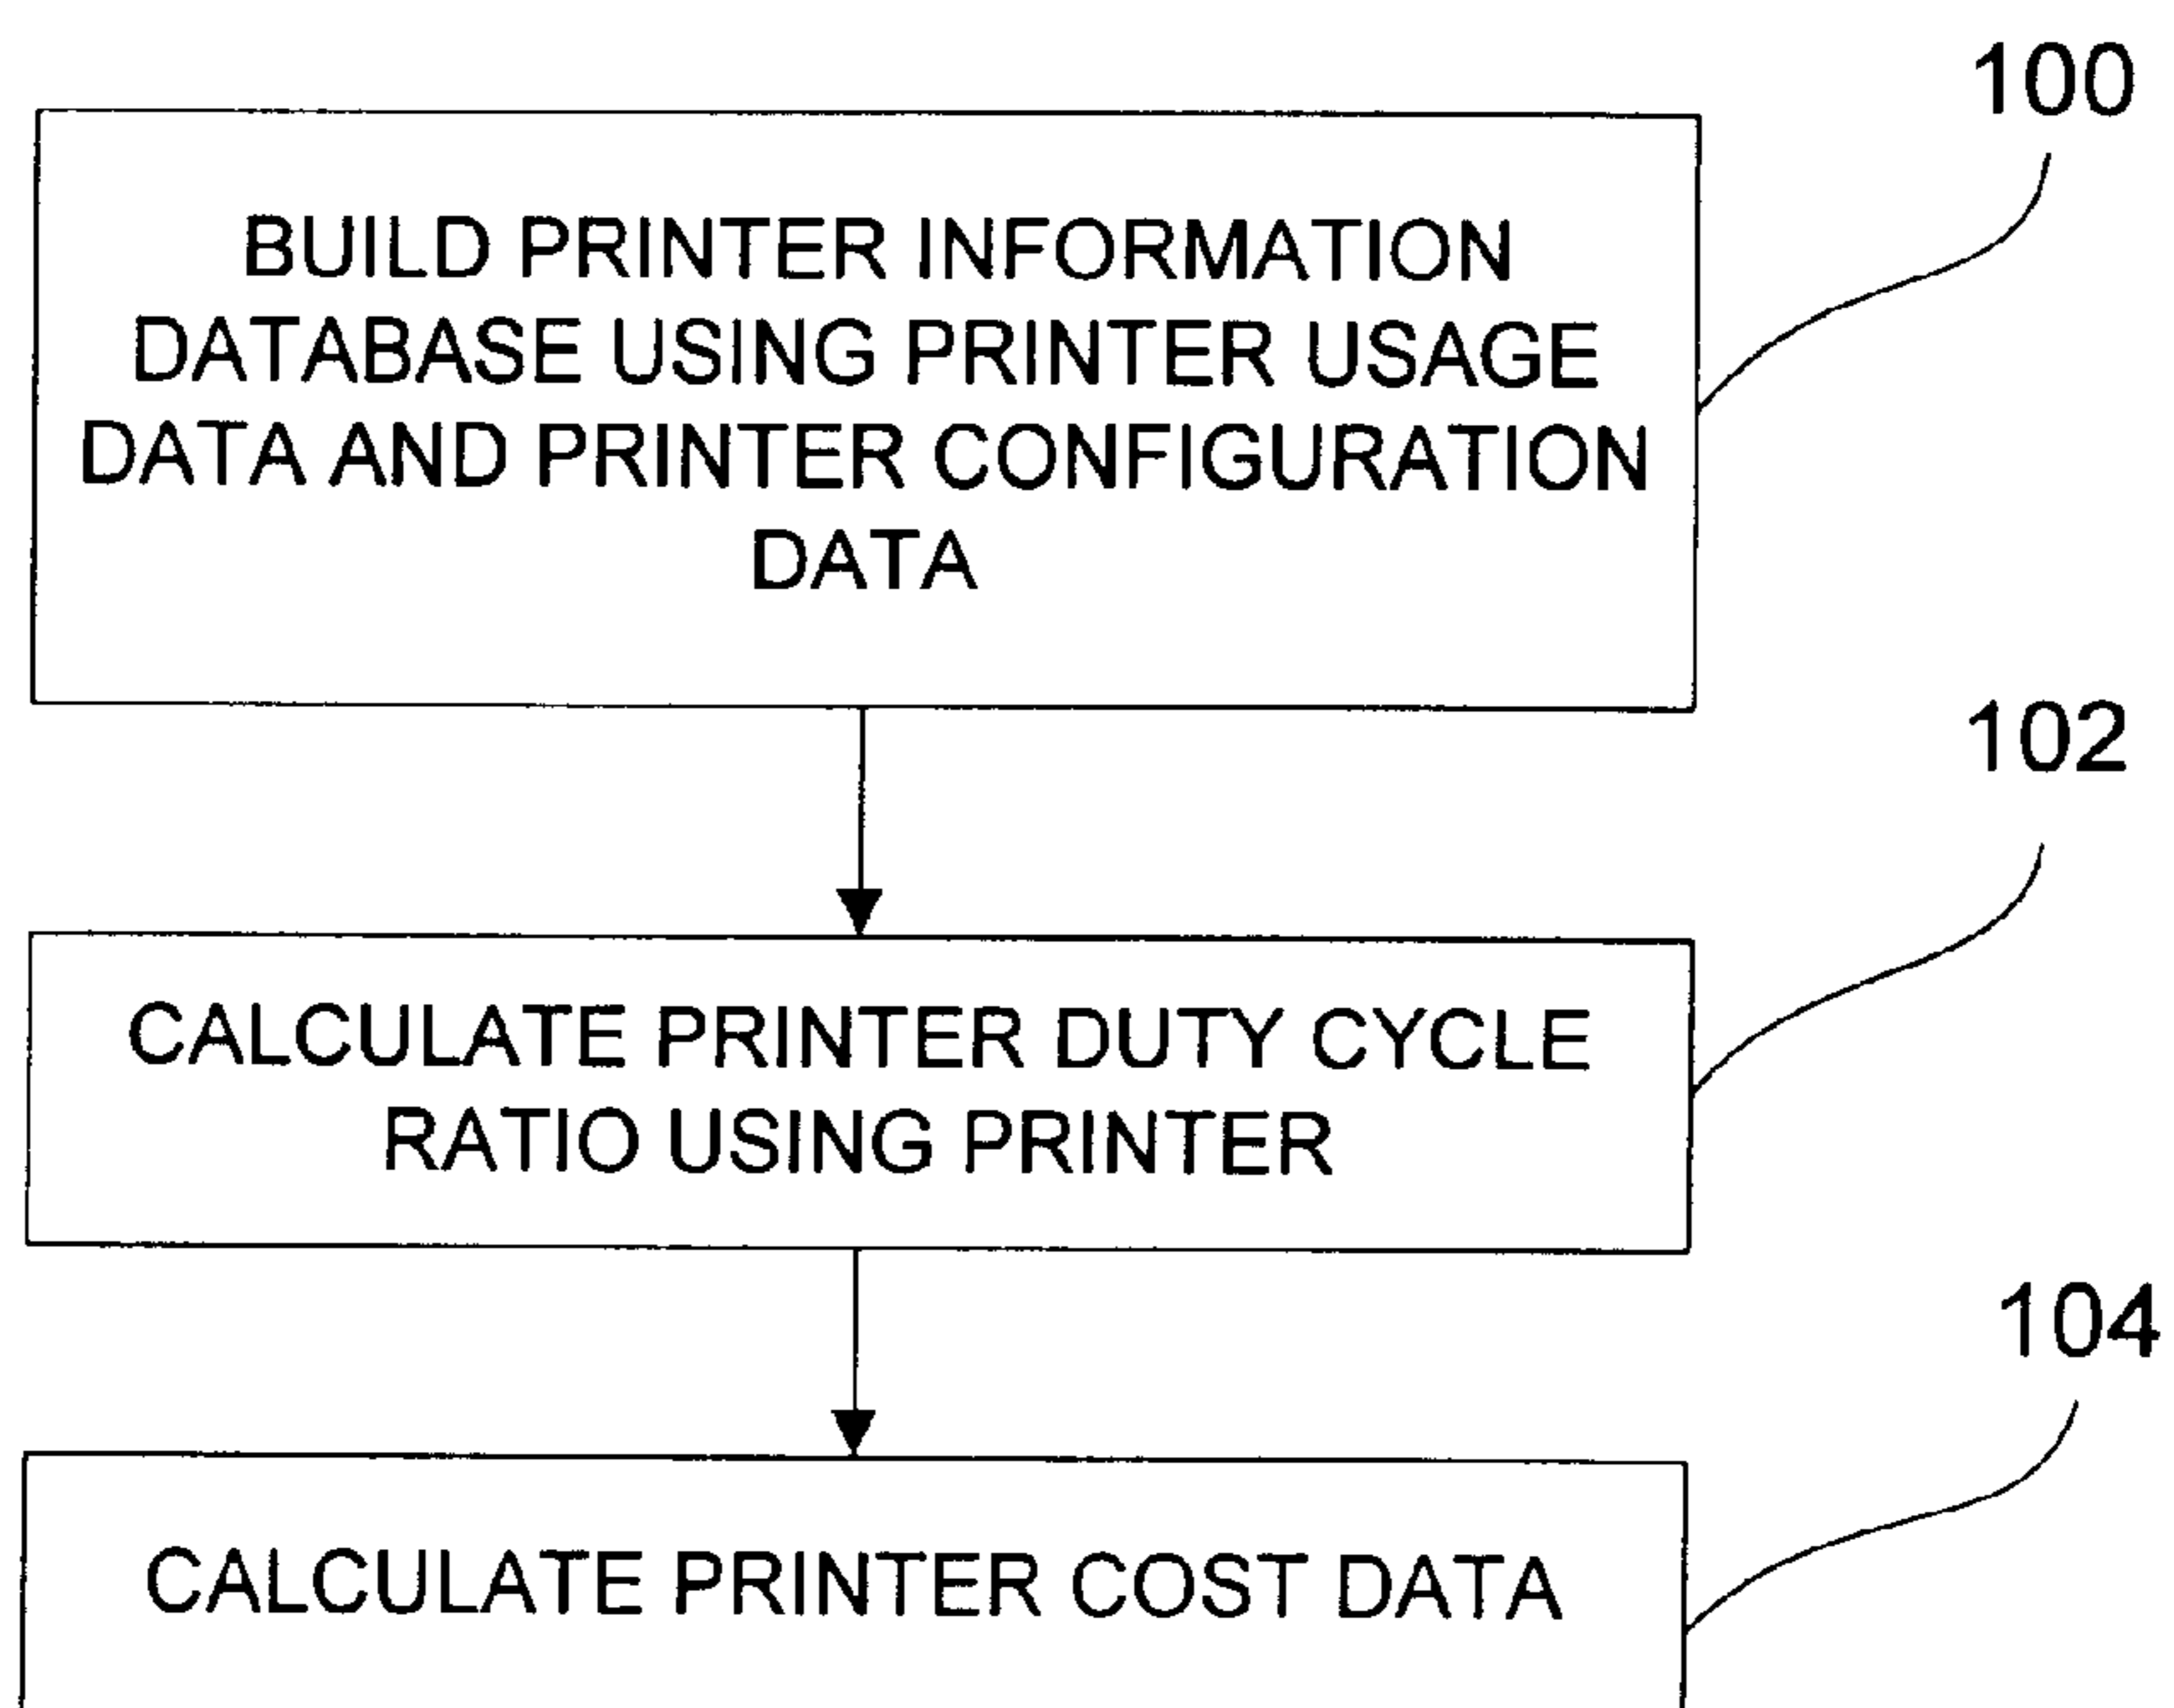 100
BUILD PRINTER INFORMATION
DATABASE USING PRINTER USAGE
DATA AND PRINTER CONFIGURATION
DATA
102
CALCULATE PRINTER DUTY CYCLE
RATIO USING PRINTER
104
CALCULATE PRINTER COST DATA